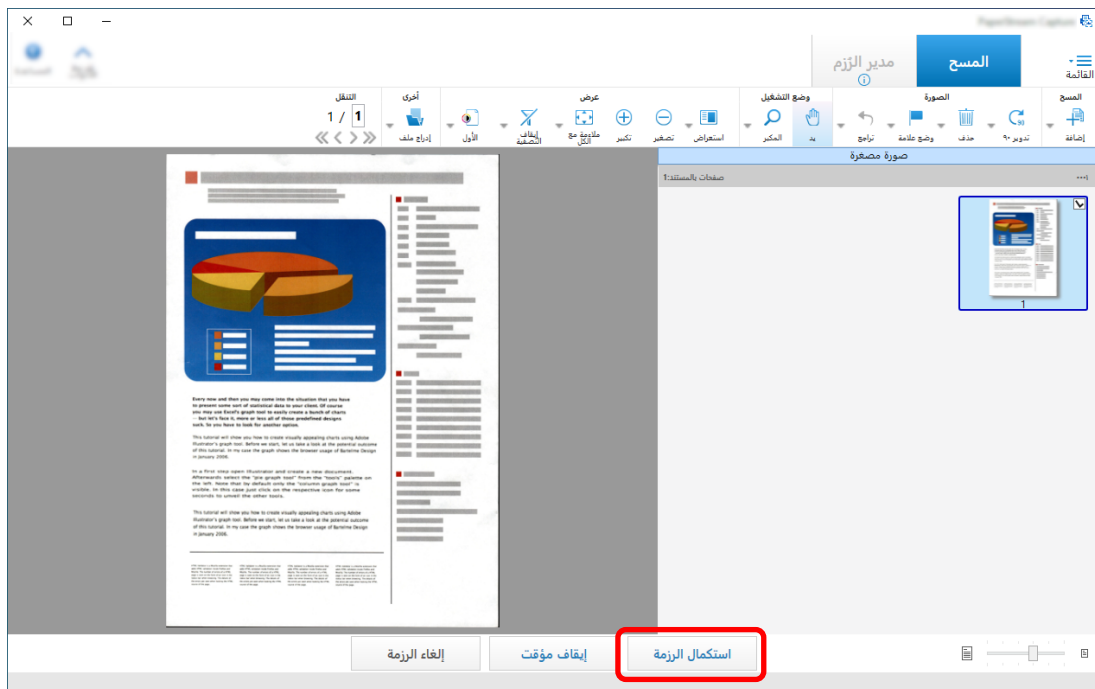 PaperStream Capture
القائمة
المسح
مدير الرُزم
المسح
الصورة
وضع التشغيل
عرض
أخرى
التنقل
إضافة
تدوير ٩٠
حذف
وضع علامة
تراجع
يد
المكبر
استعراض
تصغير
تكبير
ملاءمة مع الكل
إيقاف التصفية
الأول
إدراج ملف
1 / 1
صورة مصغرة
صفحات بالمستند:1
1
Every now and then you may come into the situation that you have
to present some sort of statistical data to your client. Of course
you may use Excel's graph tool to easily create a bunch of charts
— but let's face it, more or less all of those predefined designs
suck. So you have to look for another option.
This tutorial will show you how to create visually appealing charts using Adobe
Illustrator's graph tool. Before we start, let us take a look at the potential outcome
of this tutorial. In my case the graph shows the browser usage of Bartelme Design
in January 2006.
In a first step open Illustrator and create a new document.
Afterwards select the "pie graph tool" from the "tools" palette on
the left. Note that by default only the "column graph tool" is
visible. In this case just click on the respective icon for some
seconds to unveil the other tools.
This tutorial will show you how to create visually appealing charts using Adobe
Illustrator's graph tool. Before we start, let us take a look at the potential outcome
of this tutorial. In my case the graph shows the browser usage of Bartelme Design
in January 2006.
استكمال الرزمة
إيقاف مؤقت
إلغاء الرزمة